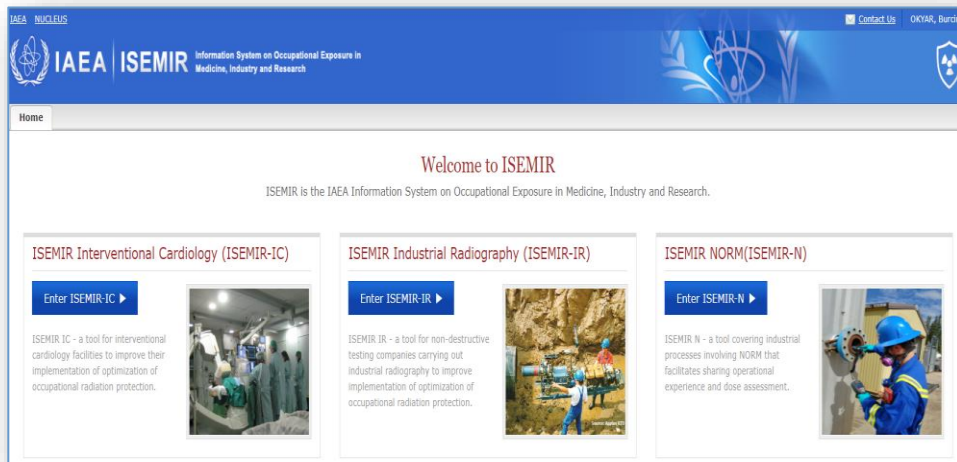 IAEA NUCLEUS
Contact Us OKYAR,
IAEA ISEMIR Information System on Occupational Exposure in
Medicine, Industry and Research
Home
Welcome to ISEMIR
ISEMIR is the IAEA Information System on Occupational Exposure in Medicine, Industry and Research.
ISEMIR Interventional Cardiology (ISEMIR-IC)
Enter ISEMIR-IC
ISEMIR IC - a tool for interventional
cardiology facilities to improve their
implementation of optimization of
occupational radiation protection.
ISEMIR Industrial Radiography (ISEMIR-IR)
Enter ISEMIR-IR
ISEMIR IR - a tool for non-destructive
testing companies carrying out
industrial radiography to improve
implementation of optimization of
occupational radiation protection.
ISEMIR NORM(ISEMIR-N)
Enter ISEMIR-N
ISEMIR N - a tool covering industrial
processes involving NORM that
facilitates sharing operational
experience and dose assessment.